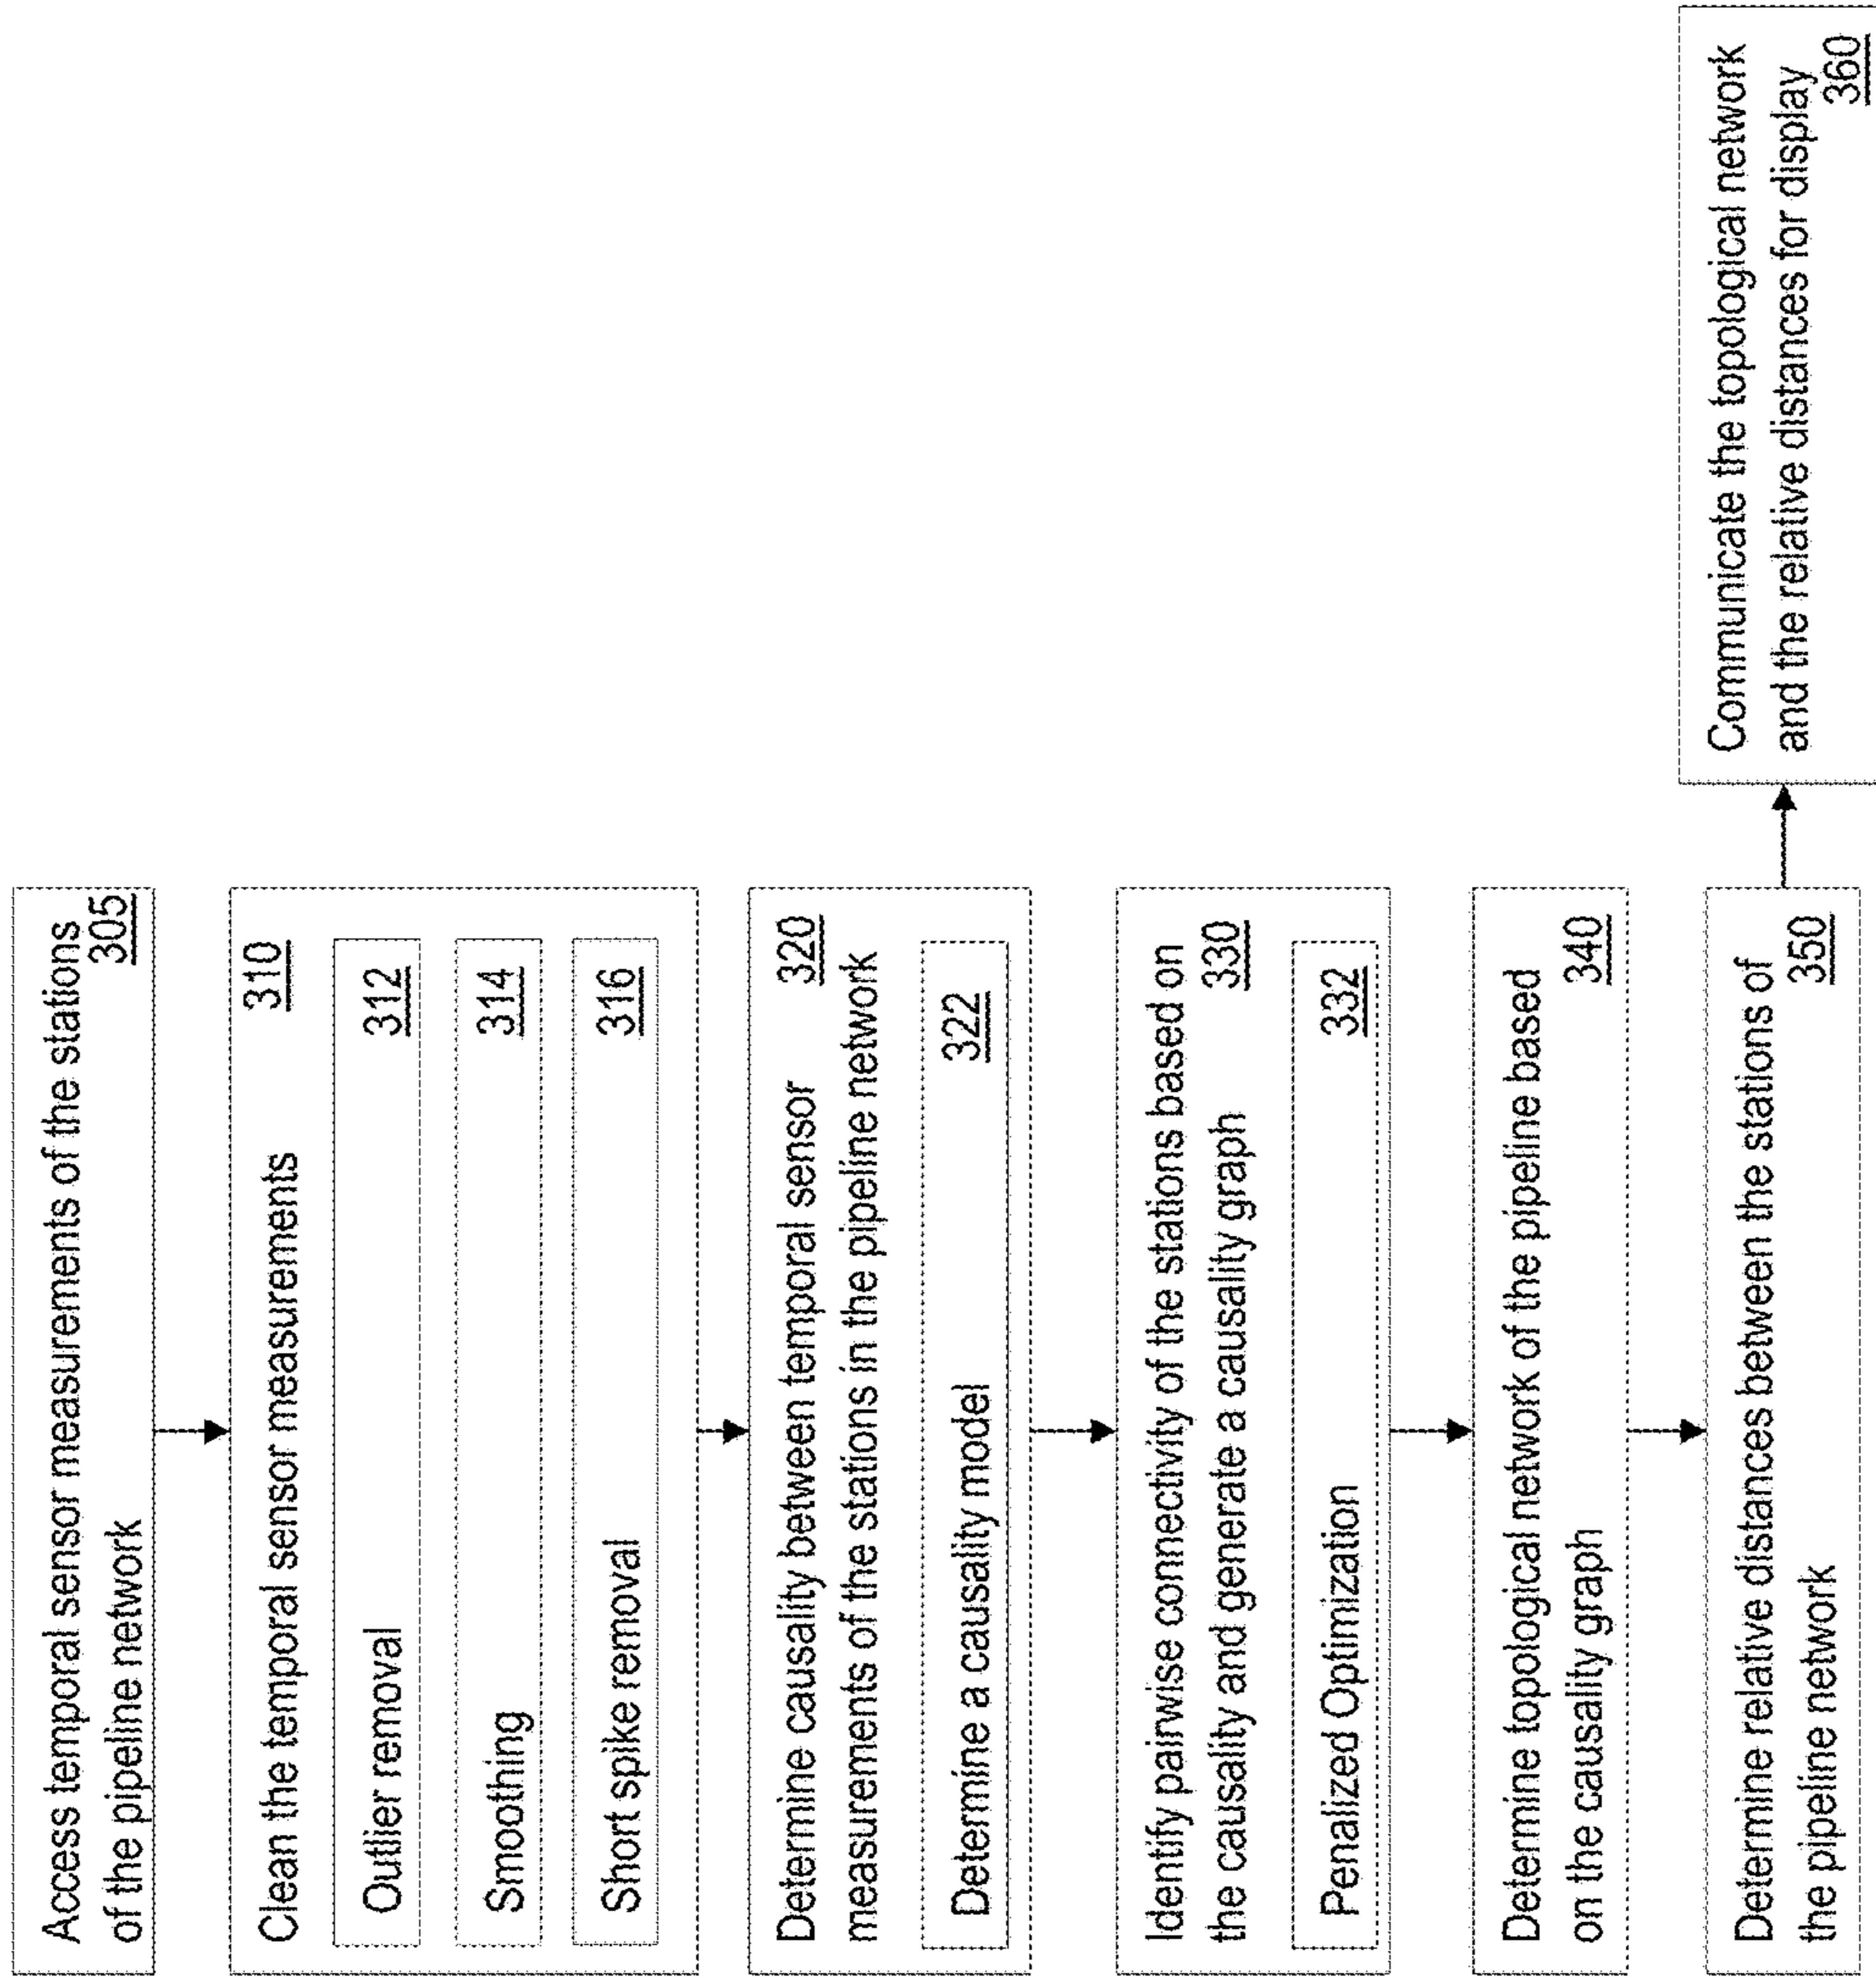 Access temporal sensor measurements of the stations
of the pipeline network
305
Clean the temporal sensor measurements
310
Outlier removal
312
Smoothing
314
Short spike removal
316
Determine causality between temporal sensor
320
measurements of the stations in the pipeline network
Determine a causality model
322
Identify pairwise connectivity of the stations based on
the causality and generate a causality graph
330
Penalized Optimization
332
Determine topological network of the pipeline based
on the causality graph
340
Determine relative distances between the stations of
the pipeline network
350
Communicate the topological network
and the relative distances for display
360